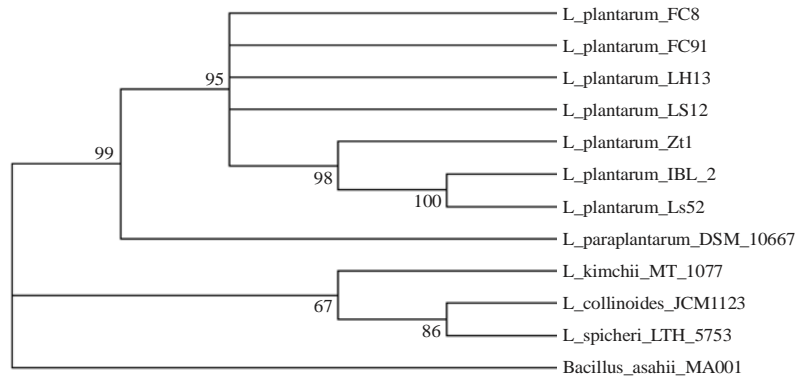 L_plantarum_FC8
L_plantarum_FC91
95
L_plantarum_LH13
L_plantarum_LS12
L_plantarum_Zt1
99
98
L_plantarum_IBL_2
100
L_plantarum_Ls52
L_paraplantarum_DSM_10667
L_kimchii_MT_1077
67
L_collinoides_JCM1123
86
L_spicheri_LTH_5753
Bacillus_asahii_MA001